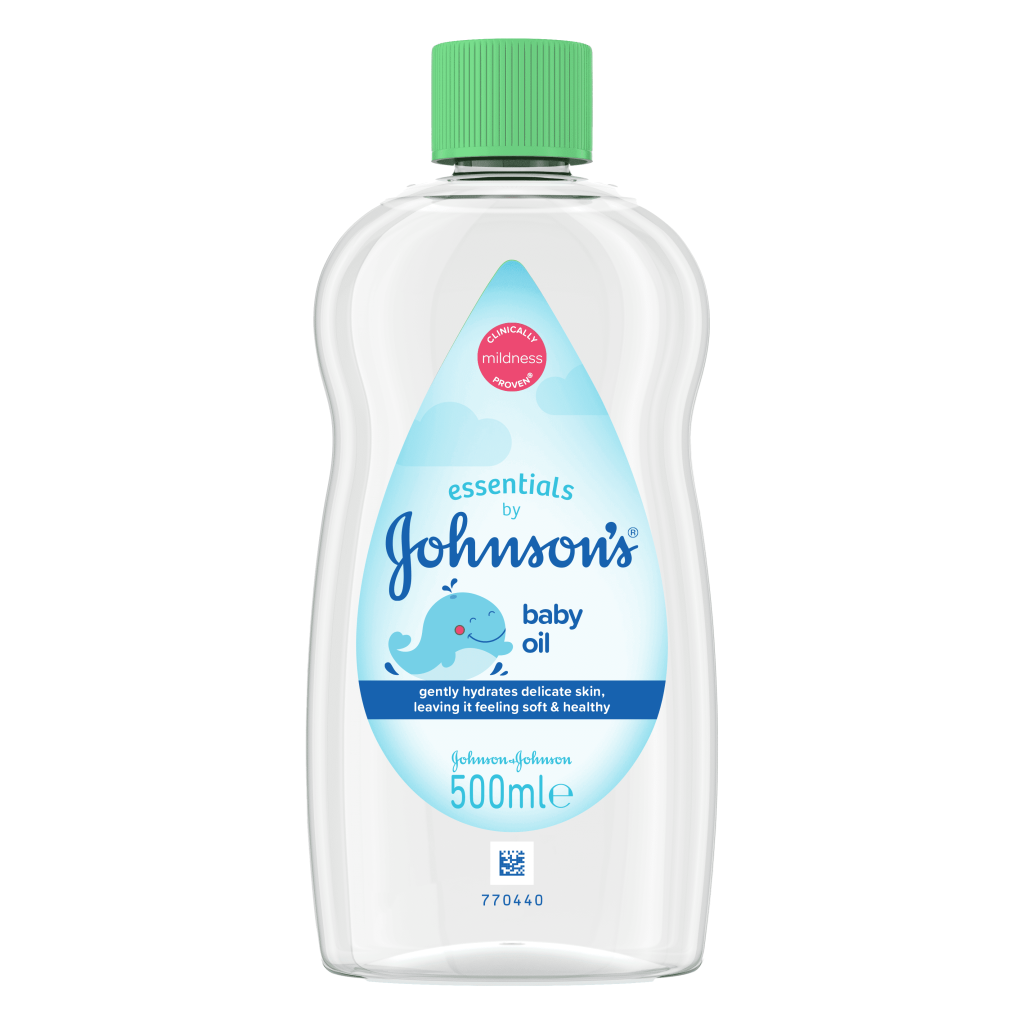 CLINICALLY
mildness
PROVEN®
essentials
by
Johnson's®
baby
oil
gently hydrates delicate skin,
leaving it feeling soft & healthy
Johnson & Johnson
500ml℮
770440